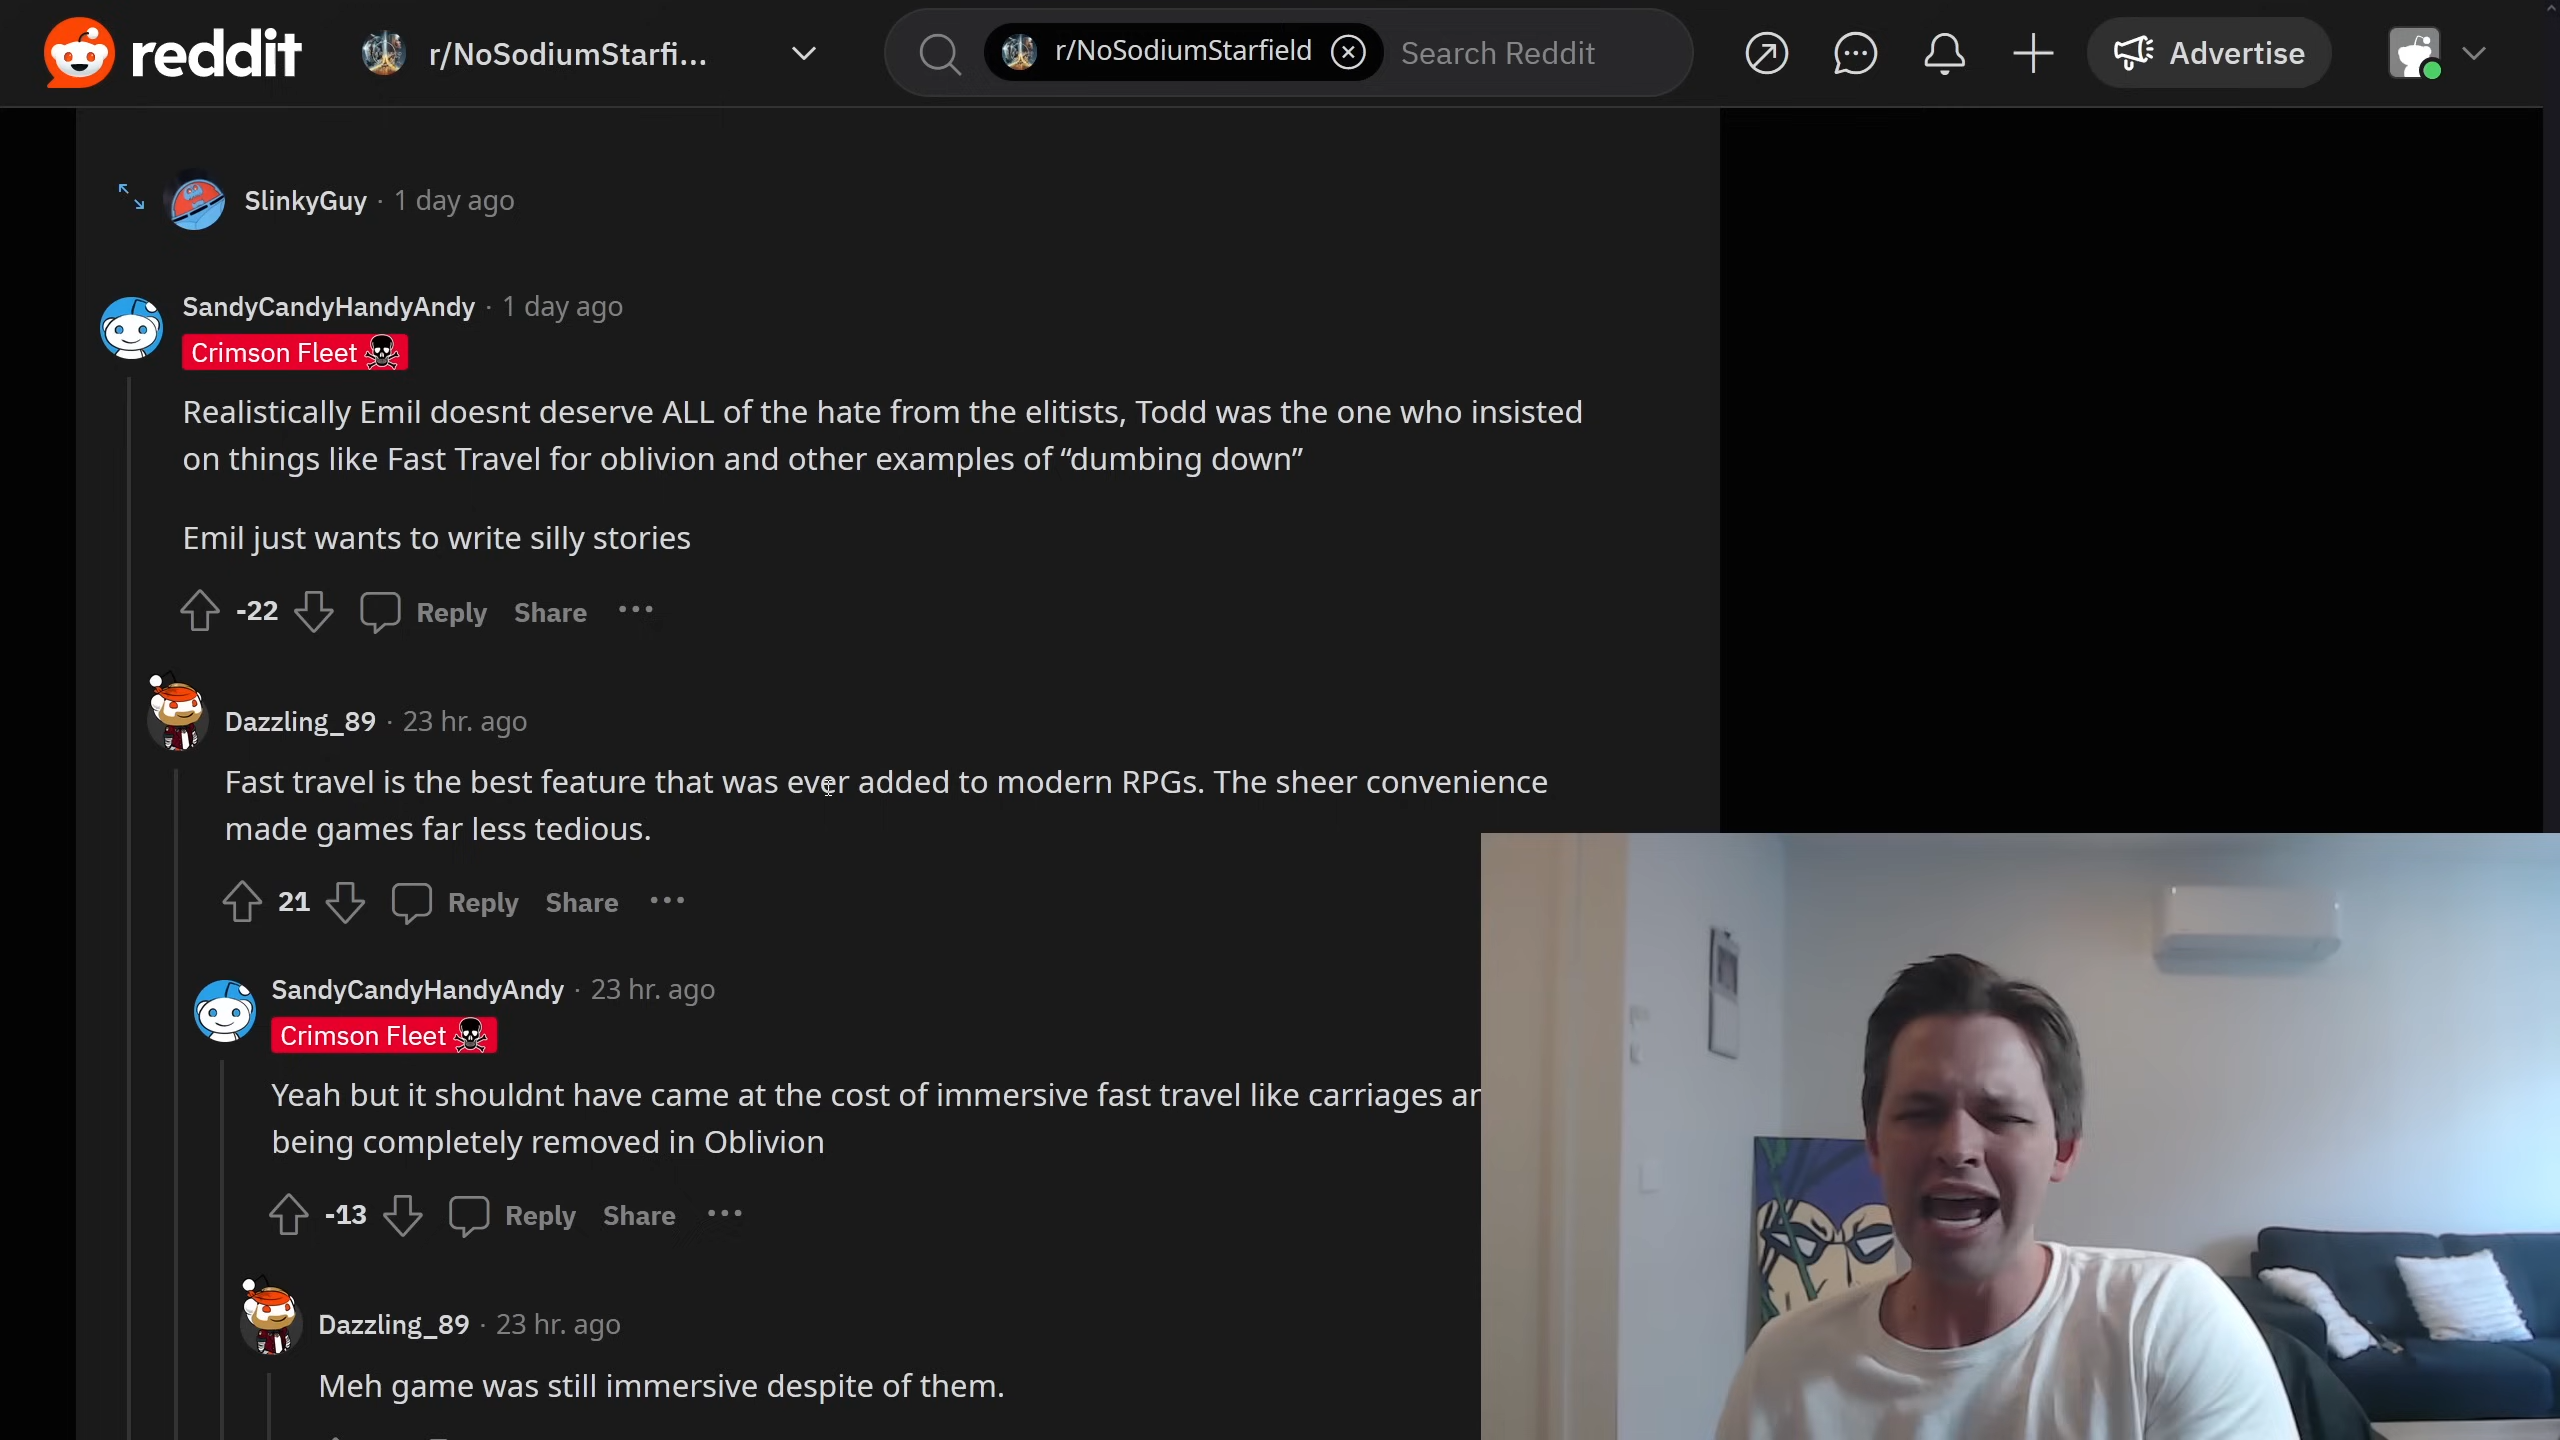 reddit
r/NoSodiumStarfi...
r/NoSodiumStarfield
Search Reddit
Advertise
SlinkyGuy · 1 day ago
SandyCandyHandyAndy · 1 day ago
Crimson Fleet
Realistically Emil doesnt deserve ALL of the hate from the elitists, Todd was the one who insisted
on things like Fast Travel for oblivion and other examples of “dumbing down”
Emil just wants to write silly stories
-22 Reply Share ...
Dazzling_89 · 23 hr. ago
Fast travel is the best feature that was ever added to modern RPGs. The sheer convenience
made games far less tedious.
21 Reply Share ...
SandyCandyHandyAndy · 23 hr. ago
Crimson Fleet
Yeah but it shouldnt have came at the cost of immersive fast travel like carriages
being completely removed in Oblivion
-13 Reply Share ...
Dazzling_89 · 23 hr. ago
Meh game was still immersive despite of them.